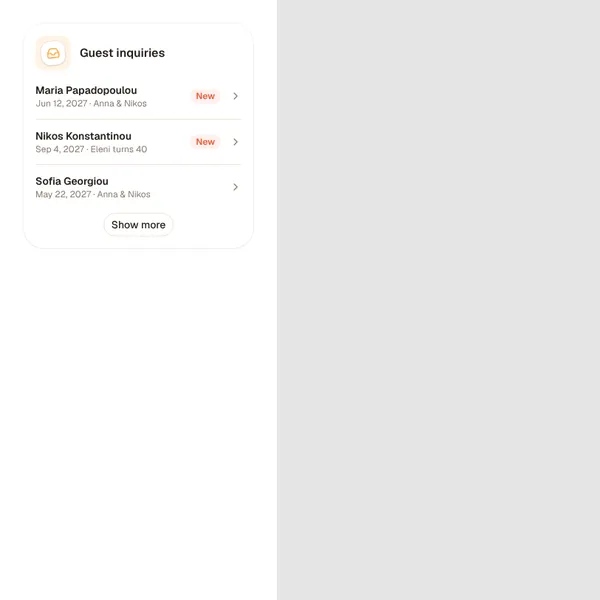 Guest inquiries
Maria Papadopoulou
Jun 12, 2027 · Anna & Nikos
New
Nikos Konstantinou
Sep 4, 2027 · Eleni turns 40
New
Sofia Georgiou
May 22, 2027 · Anna & Nikos
Show more